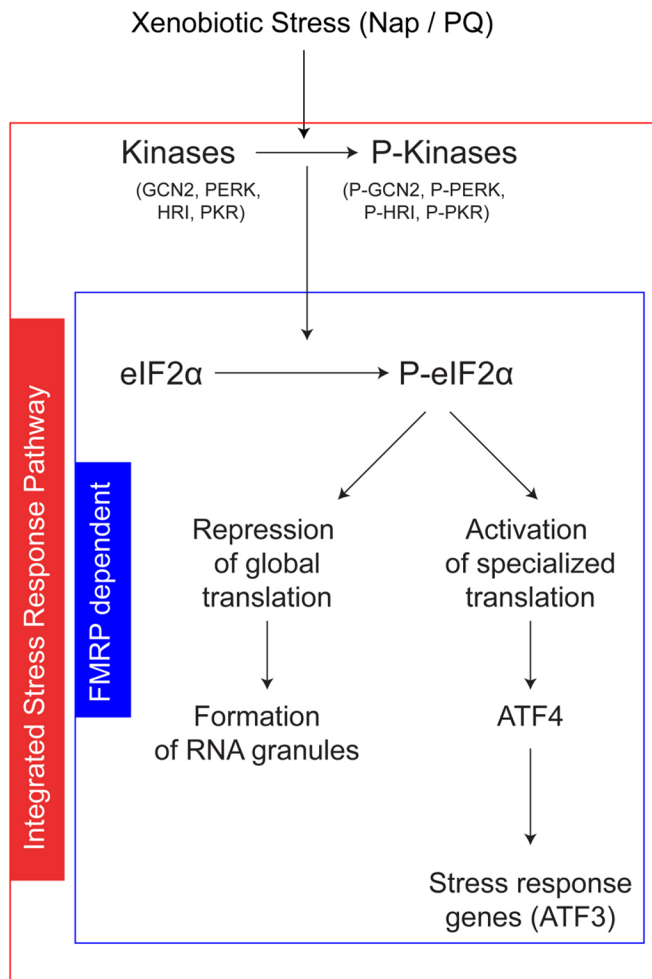 Xenobiotic Stress (Nap / PQ)
Kinases
P-Kinases
(GCN2, PERK,
HRI, PKR)
(P-GCN2, P-PERK,
P-HRI, P-PKR)
Integrated Stress Response Pathway
FMRP dependent
eIF2α
P-eIF2α
Repression
of global
translation
Activation
of specialized
translation
Formation
of RNA granules
ATF4
Stress response
genes (ATF3)